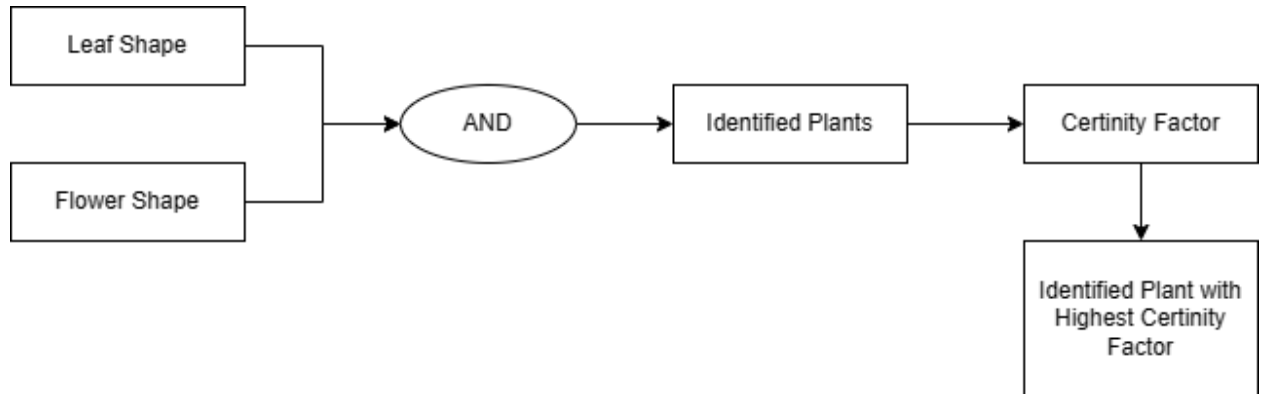 Leaf Shape
AND
Identified Plants
Certinity Factor
Flower Shape
Identified Plant with
Highest Certinity
Factor